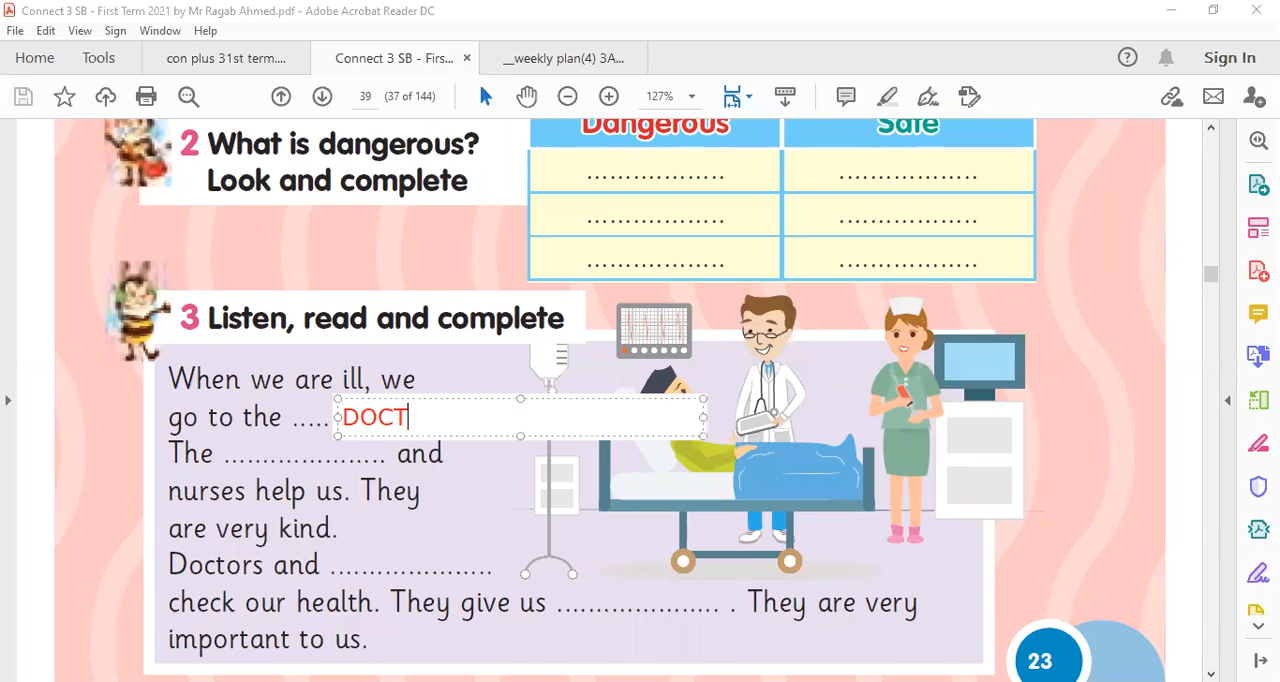 Connect 3 SB - First Term 2021 by Mr Ragab Ahmed.pdf - Adobe Acrobat Reader DC
File Edit View Sign Window Help
Home Tools con plus 31st term.... Connect 3 SB - Firs... × __weekly plan(4) 3A... Sign In
39 (37 of 144) 127%
2 What is dangerous?
Look and complete
Dangerous Safe
.................. ..................
.................. ..................
.................. ..................
3 Listen, read and complete
When we are ill, we
go to the ..... DOCT
The ..................... and
nurses help us. They
are very kind.
Doctors and .....................
check our health. They give us ..................... . They are very
important to us.
23